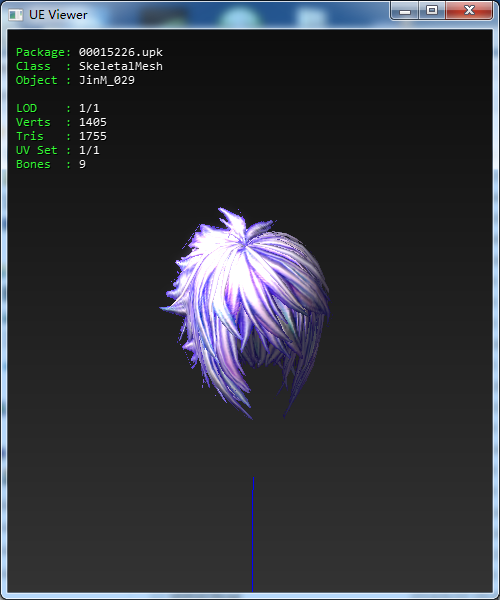 UE Viewer
Package: 00015226.upk
Class : SkeletalMesh
Object : JinM_029
LOD : 1/1
Verts : 1405
Tris : 1755
UV Set : 1/1
Bones : 9